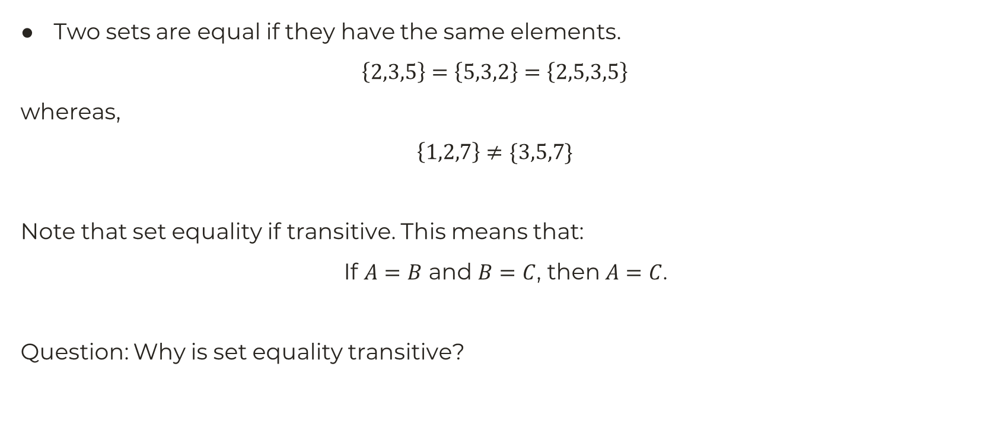 • Two sets are equal if they have the same elements.
{2,3,5} = {5,3,2} = {2,5,3,5}
whereas,
{1,2,7} ≠ {3,5,7}
Note that set equality if transitive. This means that:
If A = B and B = C, then A = C.
Question: Why is set equality transitive?